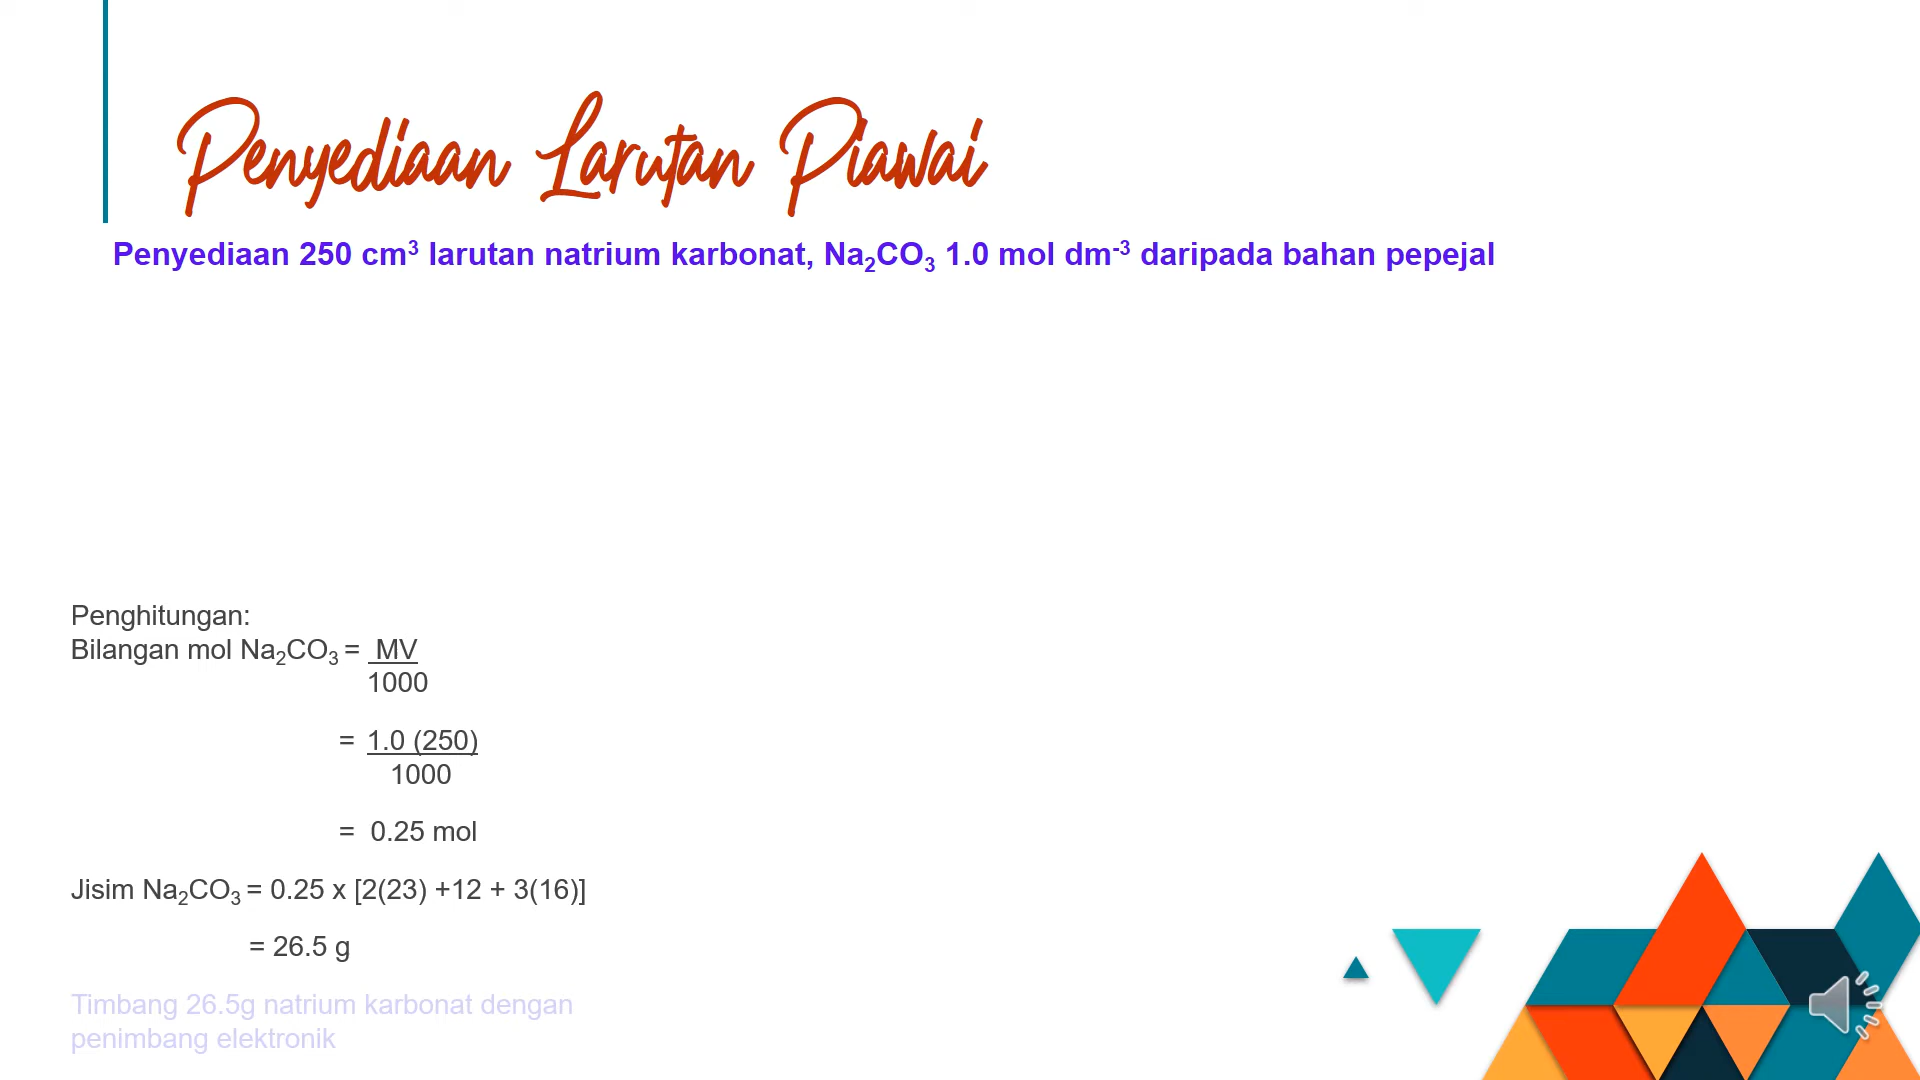 Penyediaan Larutan Piawai
Penyediaan 250 cm³ larutan natrium karbonat, Na₂CO₃ 1.0 mol dm⁻³ daripada bahan pepejal
Penghitungan:
Bilangan mol Na₂CO₃ = MV
1000
= 1.0 (250)
1000
= 0.25 mol
Jisim Na₂CO₃ = 0.25 x [2(23) +12 + 3(16)]
= 26.5 g
Timbang 26.5g natrium karbonat dengan
penimbang elektronik